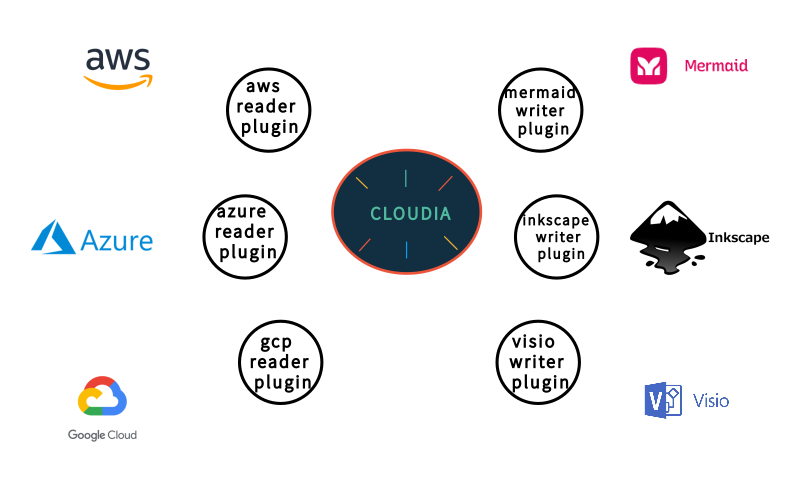 aws
aws
reader
plugin
mermaid
writer
plugin
Mermaid
Azure
azure
reader
plugin
CLOUDIA
inkscape
writer
plugin
Inkscape
Google Cloud
gcp
reader
plugin
visio
writer
plugin
V
Visio